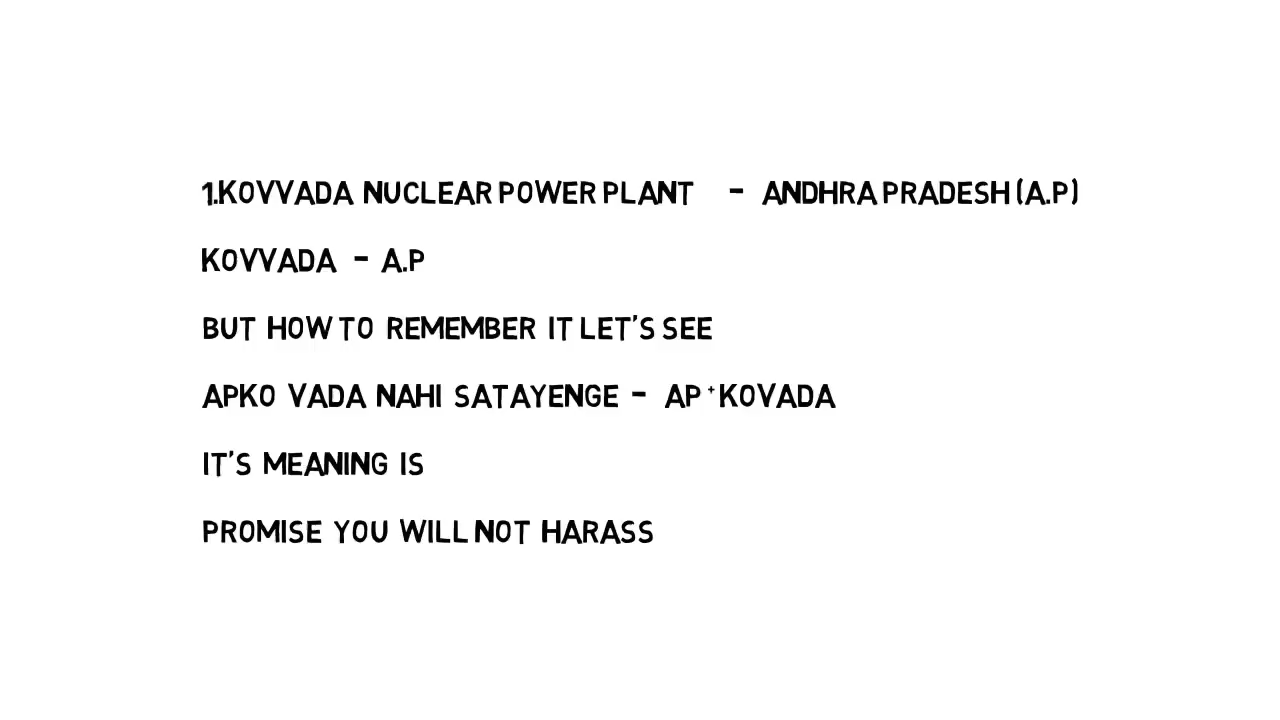 1.KOVVADA NUCLEAR POWER PLANT - ANDHRA PRADESH (A.P)
KOVVADA - A.P
BUT HOW TO REMEMBER IT LET'S SEE
APKO VADA NAHI SATAYENGE - AP + KOVADA
IT'S MEANING IS
PROMISE YOU WILL NOT HARASS